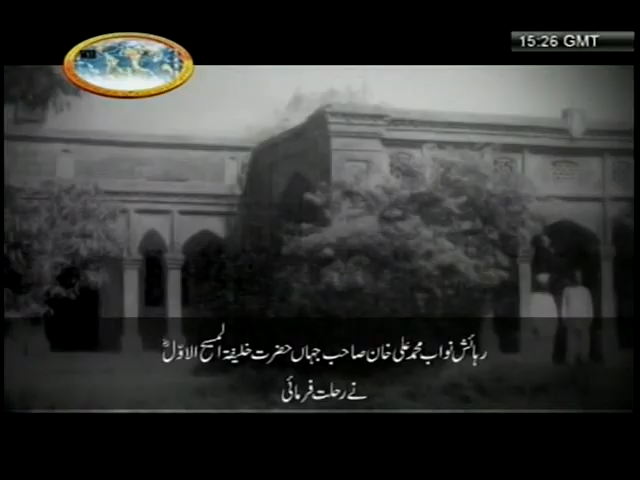 15:26 GMT
رہائش نواب محمد علی خان صاحب جہاں حضرت خلیفۃ المسیح الاوّلؓ
نے رحلت فرمائی